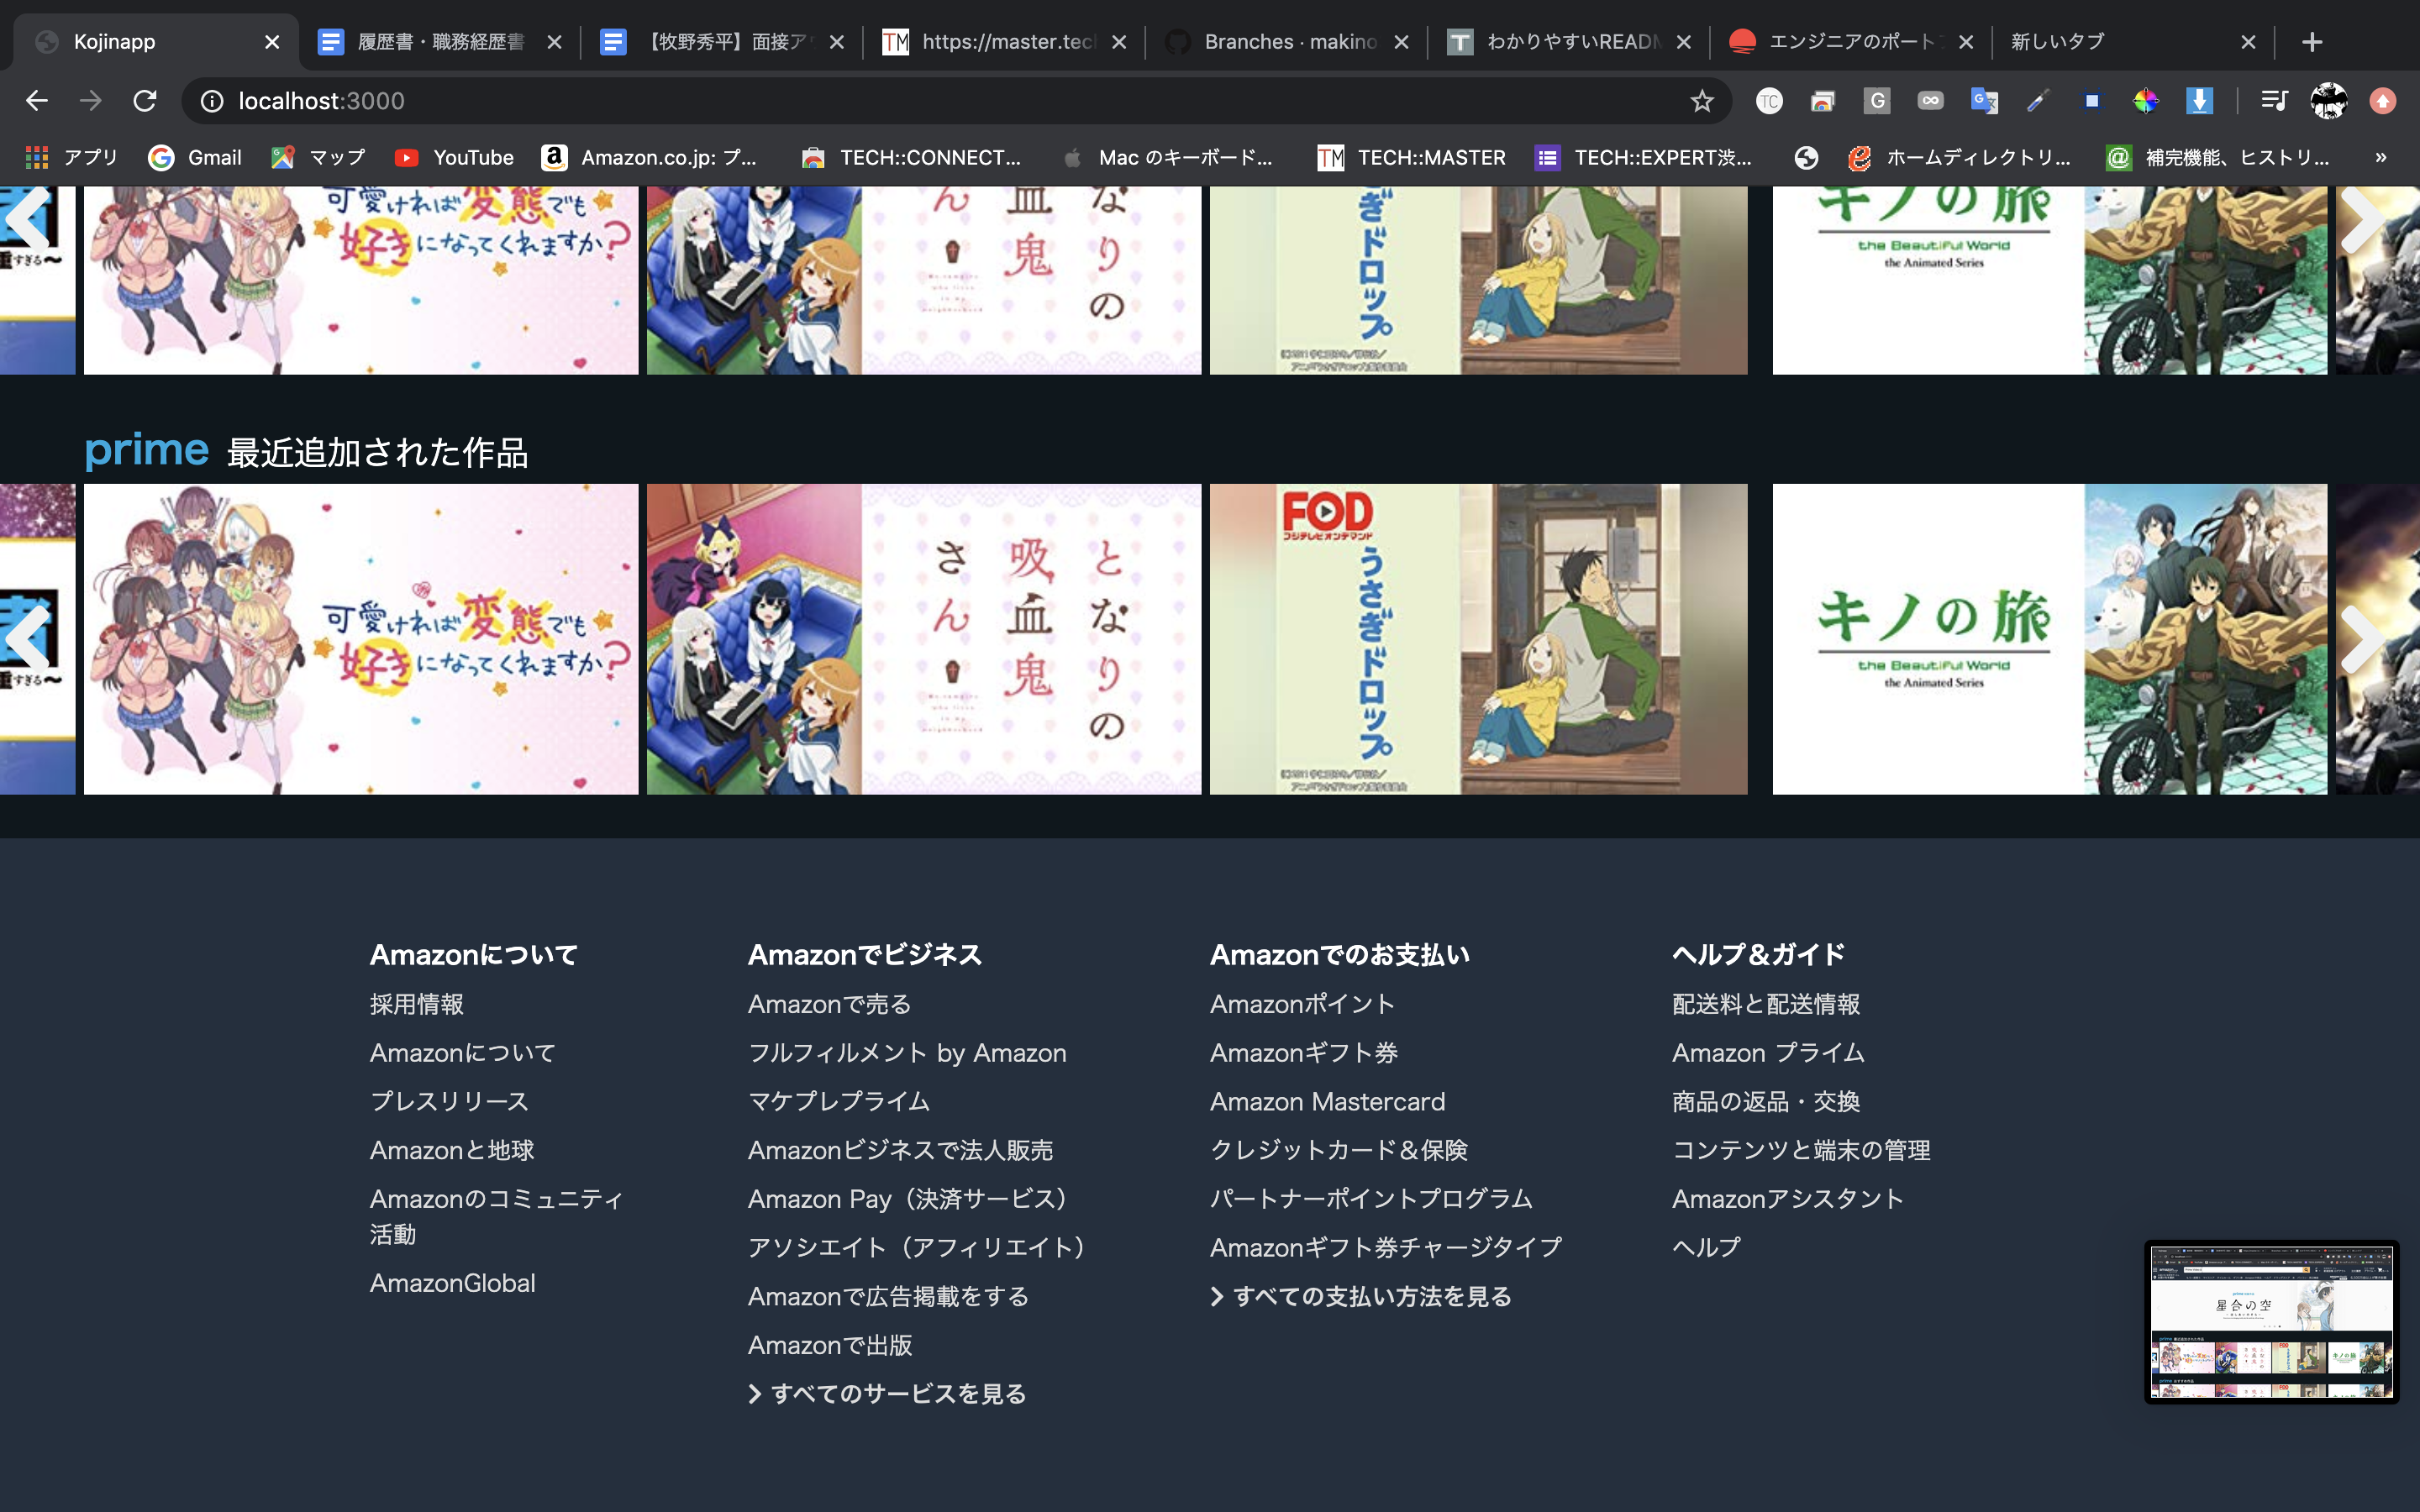 Kojinapp
履歴書・職務経歴書
【牧野秀平】面接ア
https://master.tec
Branches · makino
わかりやすいREADM
エンジニアのポート
新しいタブ
localhost:3000
アプリ
Gmail
マップ
YouTube
Amazon.co.jp: プ...
TECH::CONNECT...
Mac のキーボード...
TECH::MASTER
TECH::EXPERT渋...
ホームディレクトリ...
補完機能、ヒストリ...
»
重すぎる〜
可愛ければ変態でも
好きになってくれますか?
なりの
血鬼
ん
ぎドロップ
キノの旅
the Beautiful World
the Animated Series
prime 最近追加された作品
者
重すぎる〜
可愛ければ変態でも
好きになってくれますか?
となりの
吸血鬼
さん
FOD
フジテレビオンデマンド
うさぎドロップ
キノの旅
the Beautiful World
the Animated Series
Amazonについて
採用情報
Amazonについて
プレスリリース
Amazonと地球
Amazonのコミュニティ
活動
AmazonGlobal
Amazonでビジネス
Amazonで売る
フルフィルメント by Amazon
マケプレプライム
Amazonビジネスで法人販売
Amazon Pay（決済サービス）
アソシエイト（アフィリエイト）
Amazonで広告掲載をする
Amazonで出版
すべてのサービスを見る
Amazonでのお支払い
Amazonポイント
Amazonギフト券
Amazon Mastercard
クレジットカード＆保険
パートナーポイントプログラム
Amazonギフト券チャージタイプ
すべての支払い方法を見る
ヘルプ＆ガイド
配送料と配送情報
Amazon プライム
商品の返品・交換
コンテンツと端末の管理
Amazonアシスタント
ヘルプ
星合の空